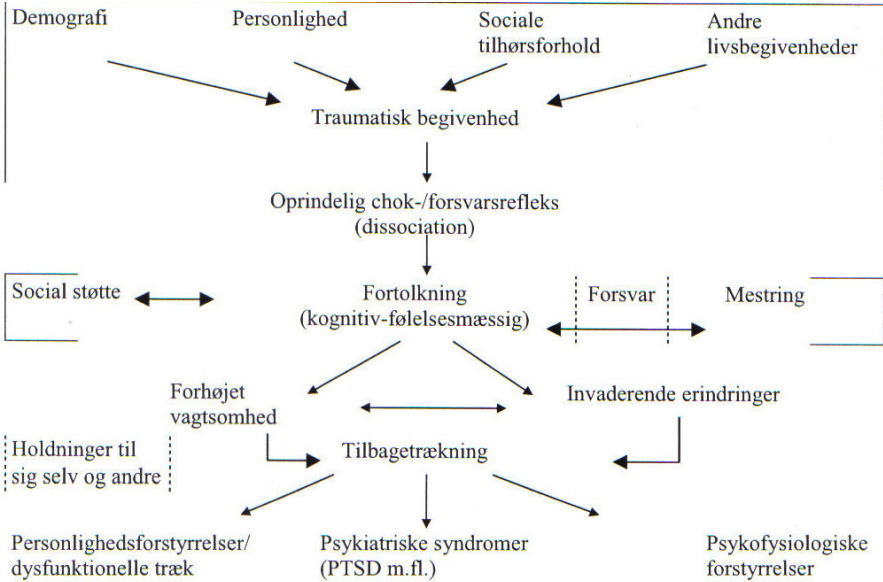 Demografi
Personlighed
Sociale
tilhørsforhold
Andre
livsbegivenheder
Traumatisk begivenhed
Oprindelig chok-/forsvarsrefleks
(dissociation)
Social støtte
Fortolkning
(kognitiv-følelsesmæssig)
Forsvar
Mestring
Forhøjet
vagtsomhed
Invaderende erindringer
Holdninger til
sig selv og andre
Tilbagetrækning
Personlighedsforstyrrelser/
dysfunktionelle træk
Psykiatriske syndromer
(PTSD m.fl.)
Psykofysiologiske
forstyrrelser